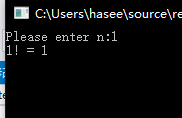 C:\Users\hasee\source\re
Please enter n:1
1! = 1